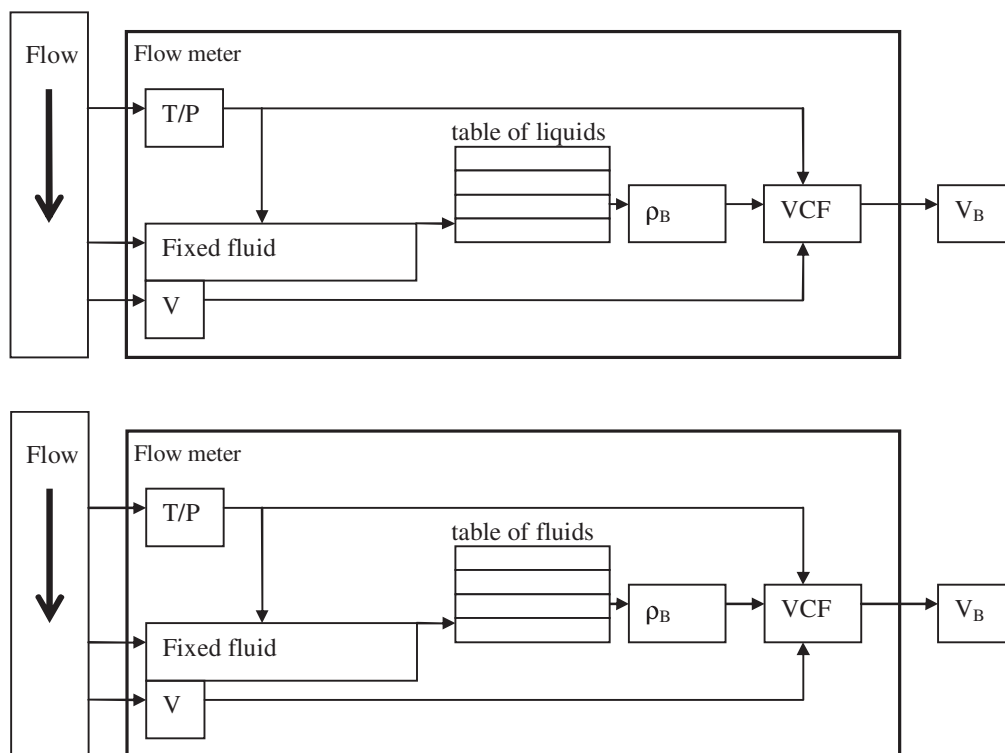 Flow
Flow meter
T/P
table of liquids
ρB
VCF
VB
Fixed fluid
V
Flow
Flow meter
T/P
table of fluids
ρB
VCF
VB
Fixed fluid
V